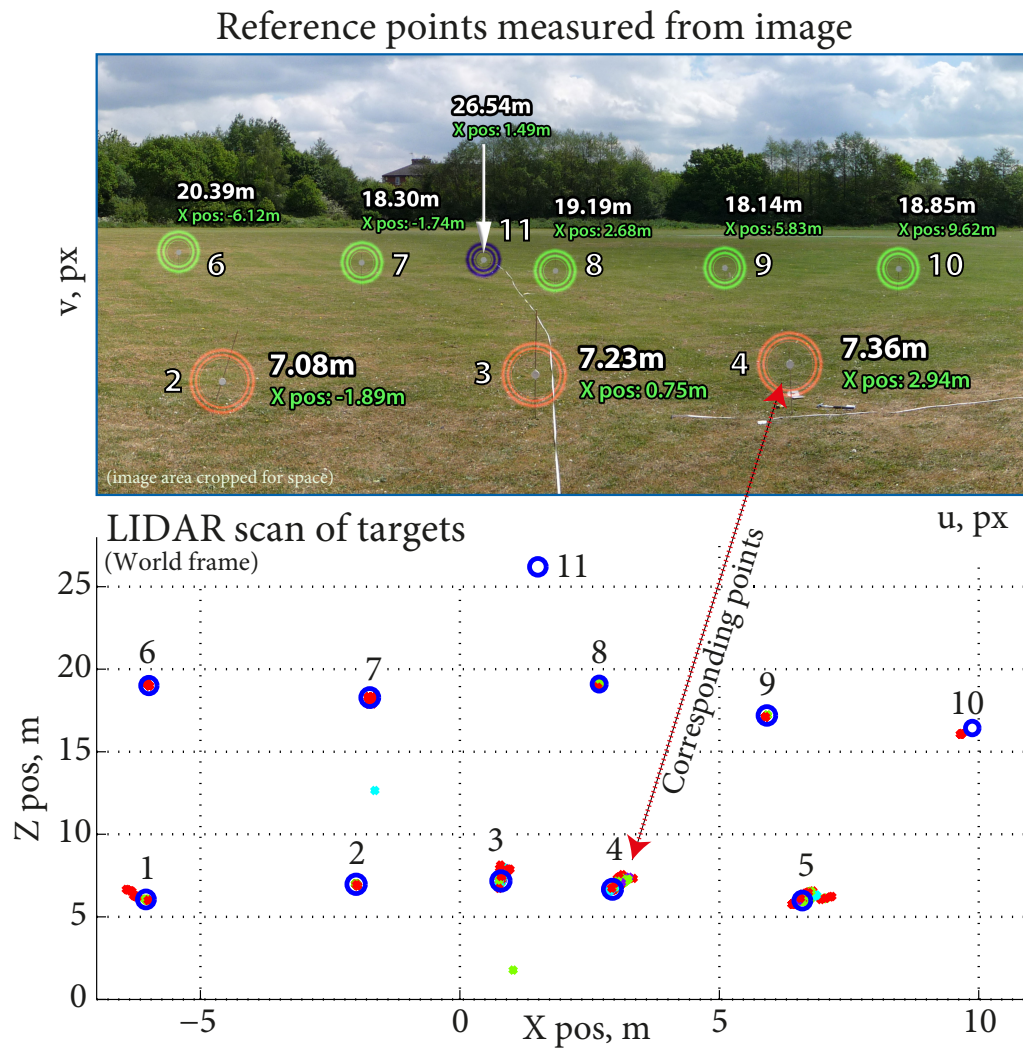 Reference points measured from image
26.54m
X pos: 1.49m
20.39m
X pos: -6.12m
18.30m
X pos: -1.74m
19.19m
X pos: 2.68m
18.14m
X pos: 5.83m
18.85m
X pos: 9.62m
6
7
11
8
9
10
v, px
2
7.08m
X pos: -1.89m
3
7.23m
X pos: 0.75m
4
7.36m
X pos: 2.94m
(image area cropped for space)
u, px
LIDAR scan of targets
(World frame)
Corresponding points
11
6
7
8
9
10
1
2
3
4
5
25
20
15
10
5
0
Z pos, m
−5
0
5
10
X pos, m